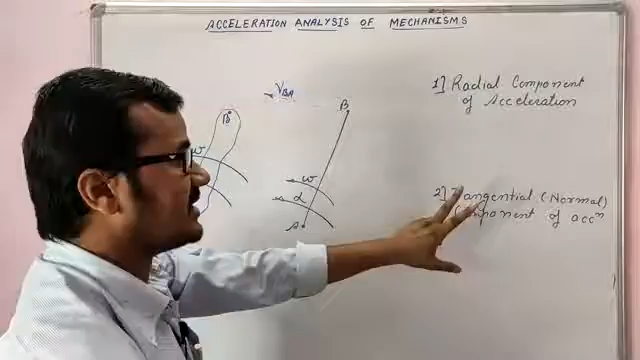 ACCELERATION ANALYSIS OF MECHANISMS
VBA
B
B
ω
ω
α
A
1] Radial Component
of Acceleration
2] Tangential (Normal)
Component of accⁿ